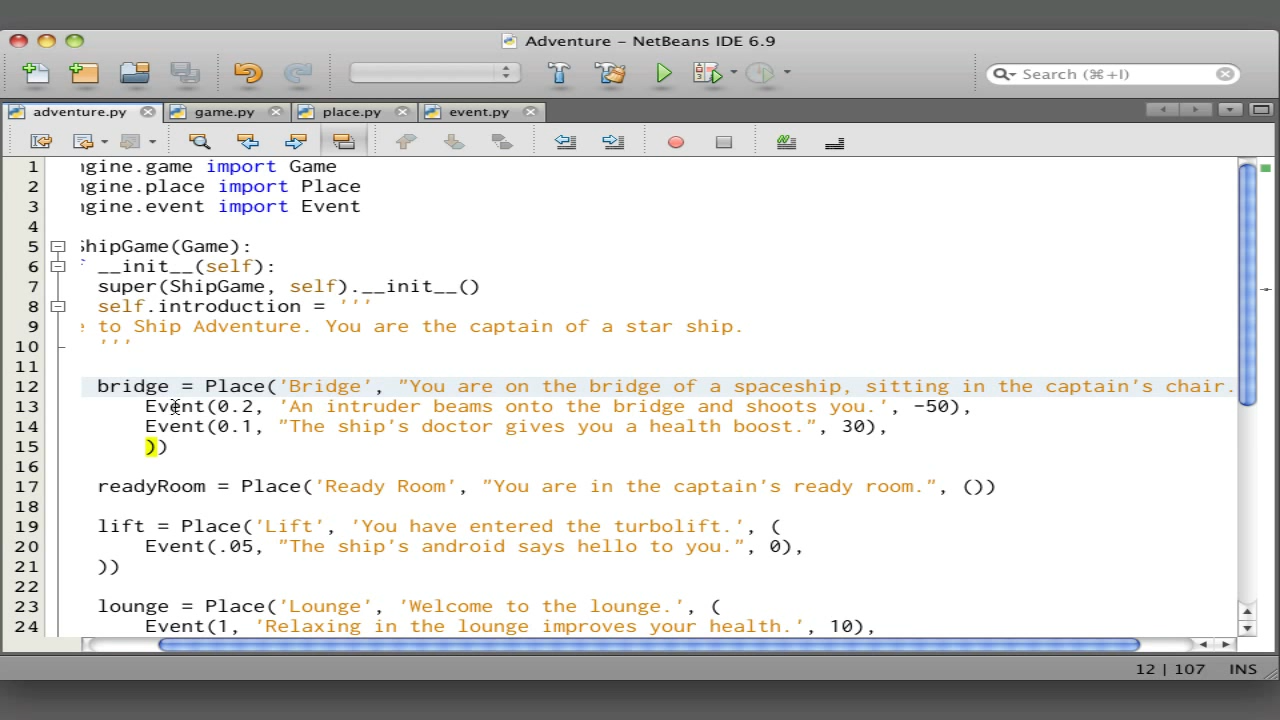 Adventure – NetBeans IDE 6.9
Search (⌘+I)
adventure.py game.py place.py event.py
1 ngine.game import Game
2 ngine.place import Place
3 ngine.event import Event
4
5 ShipGame(Game):
6 __init__(self):
7 super(ShipGame, self).__init__()
8 self.introduction = '''
9 e to Ship Adventure. You are the captain of a star ship.
10 '''
11
12 bridge = Place('Bridge', "You are on the bridge of a spaceship, sitting in the captain's chair.
13 Event(0.2, 'An intruder beams onto the bridge and shoots you.', -50),
14 Event(0.1, "The ship's doctor gives you a health boost.", 30),
15 ))
16
17 readyRoom = Place('Ready Room', "You are in the captain's ready room.", ())
18
19 lift = Place('Lift', 'You have entered the turbolift.', (
20 Event(.05, "The ship's android says hello to you.", 0),
21 ))
22
23 lounge = Place('Lounge', 'Welcome to the lounge.', (
24 Event(1, 'Relaxing in the lounge improves your health.', 10),
12 | 107 INS